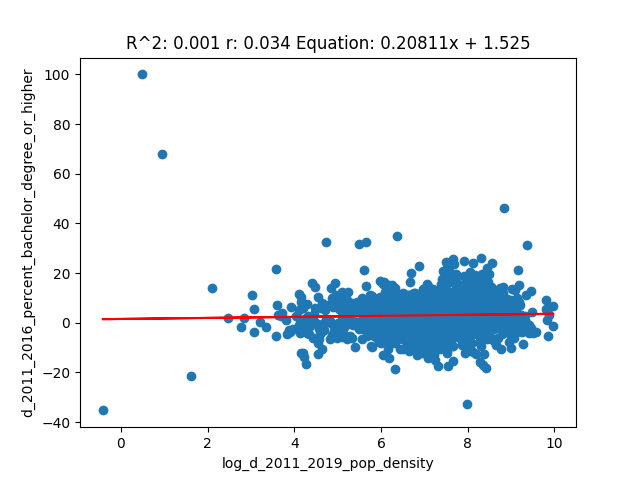 R^2: 0.001 r: 0.034 Equation: 0.20811x + 1.525
d_2011_2016_percent_bachelor_degree_or_higher
100
80
60
40
20
0
−20
−40
0 2 4 6 8 10
log_d_2011_2019_pop_density